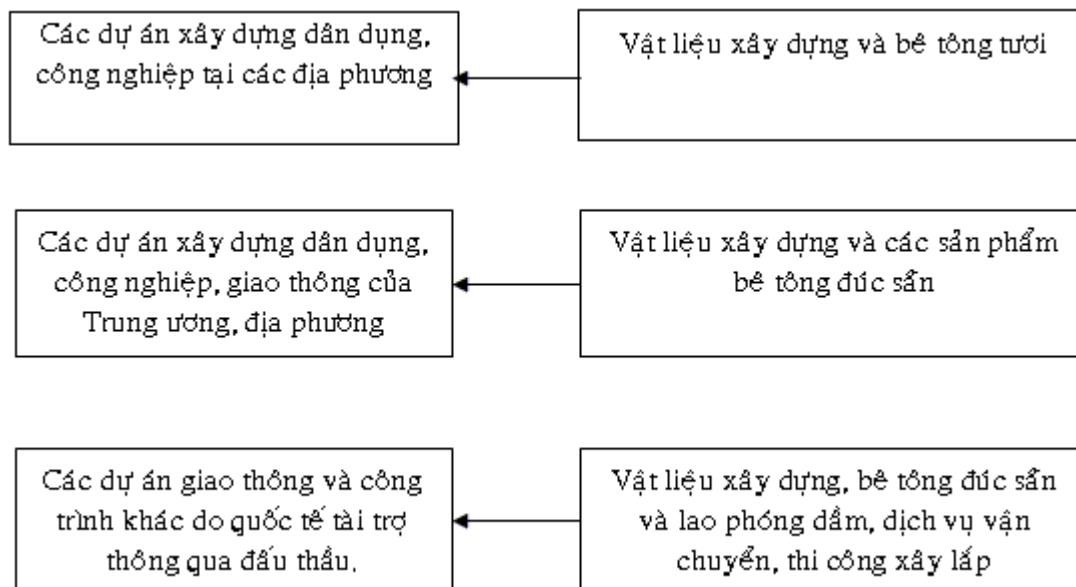 Các dự án xây dựng dân dụng,
công nghiệp tại các địa phương
Vật liệu xây dựng và bê tông tươi
Các dự án xây dựng dân dụng,
công nghiệp, giao thông của
Trung ương, địa phương
Vật liệu xây dựng và các sản phẩm
bê tông đúc sẵn
Các dự án giao thông và công
trình khác do quốc tế tài trợ
thông qua đấu thầu.
Vật liệu xây dựng, bê tông đúc sẵn
và lao phóng dầm, dịch vụ vận
chuyển, thi công xây lắp